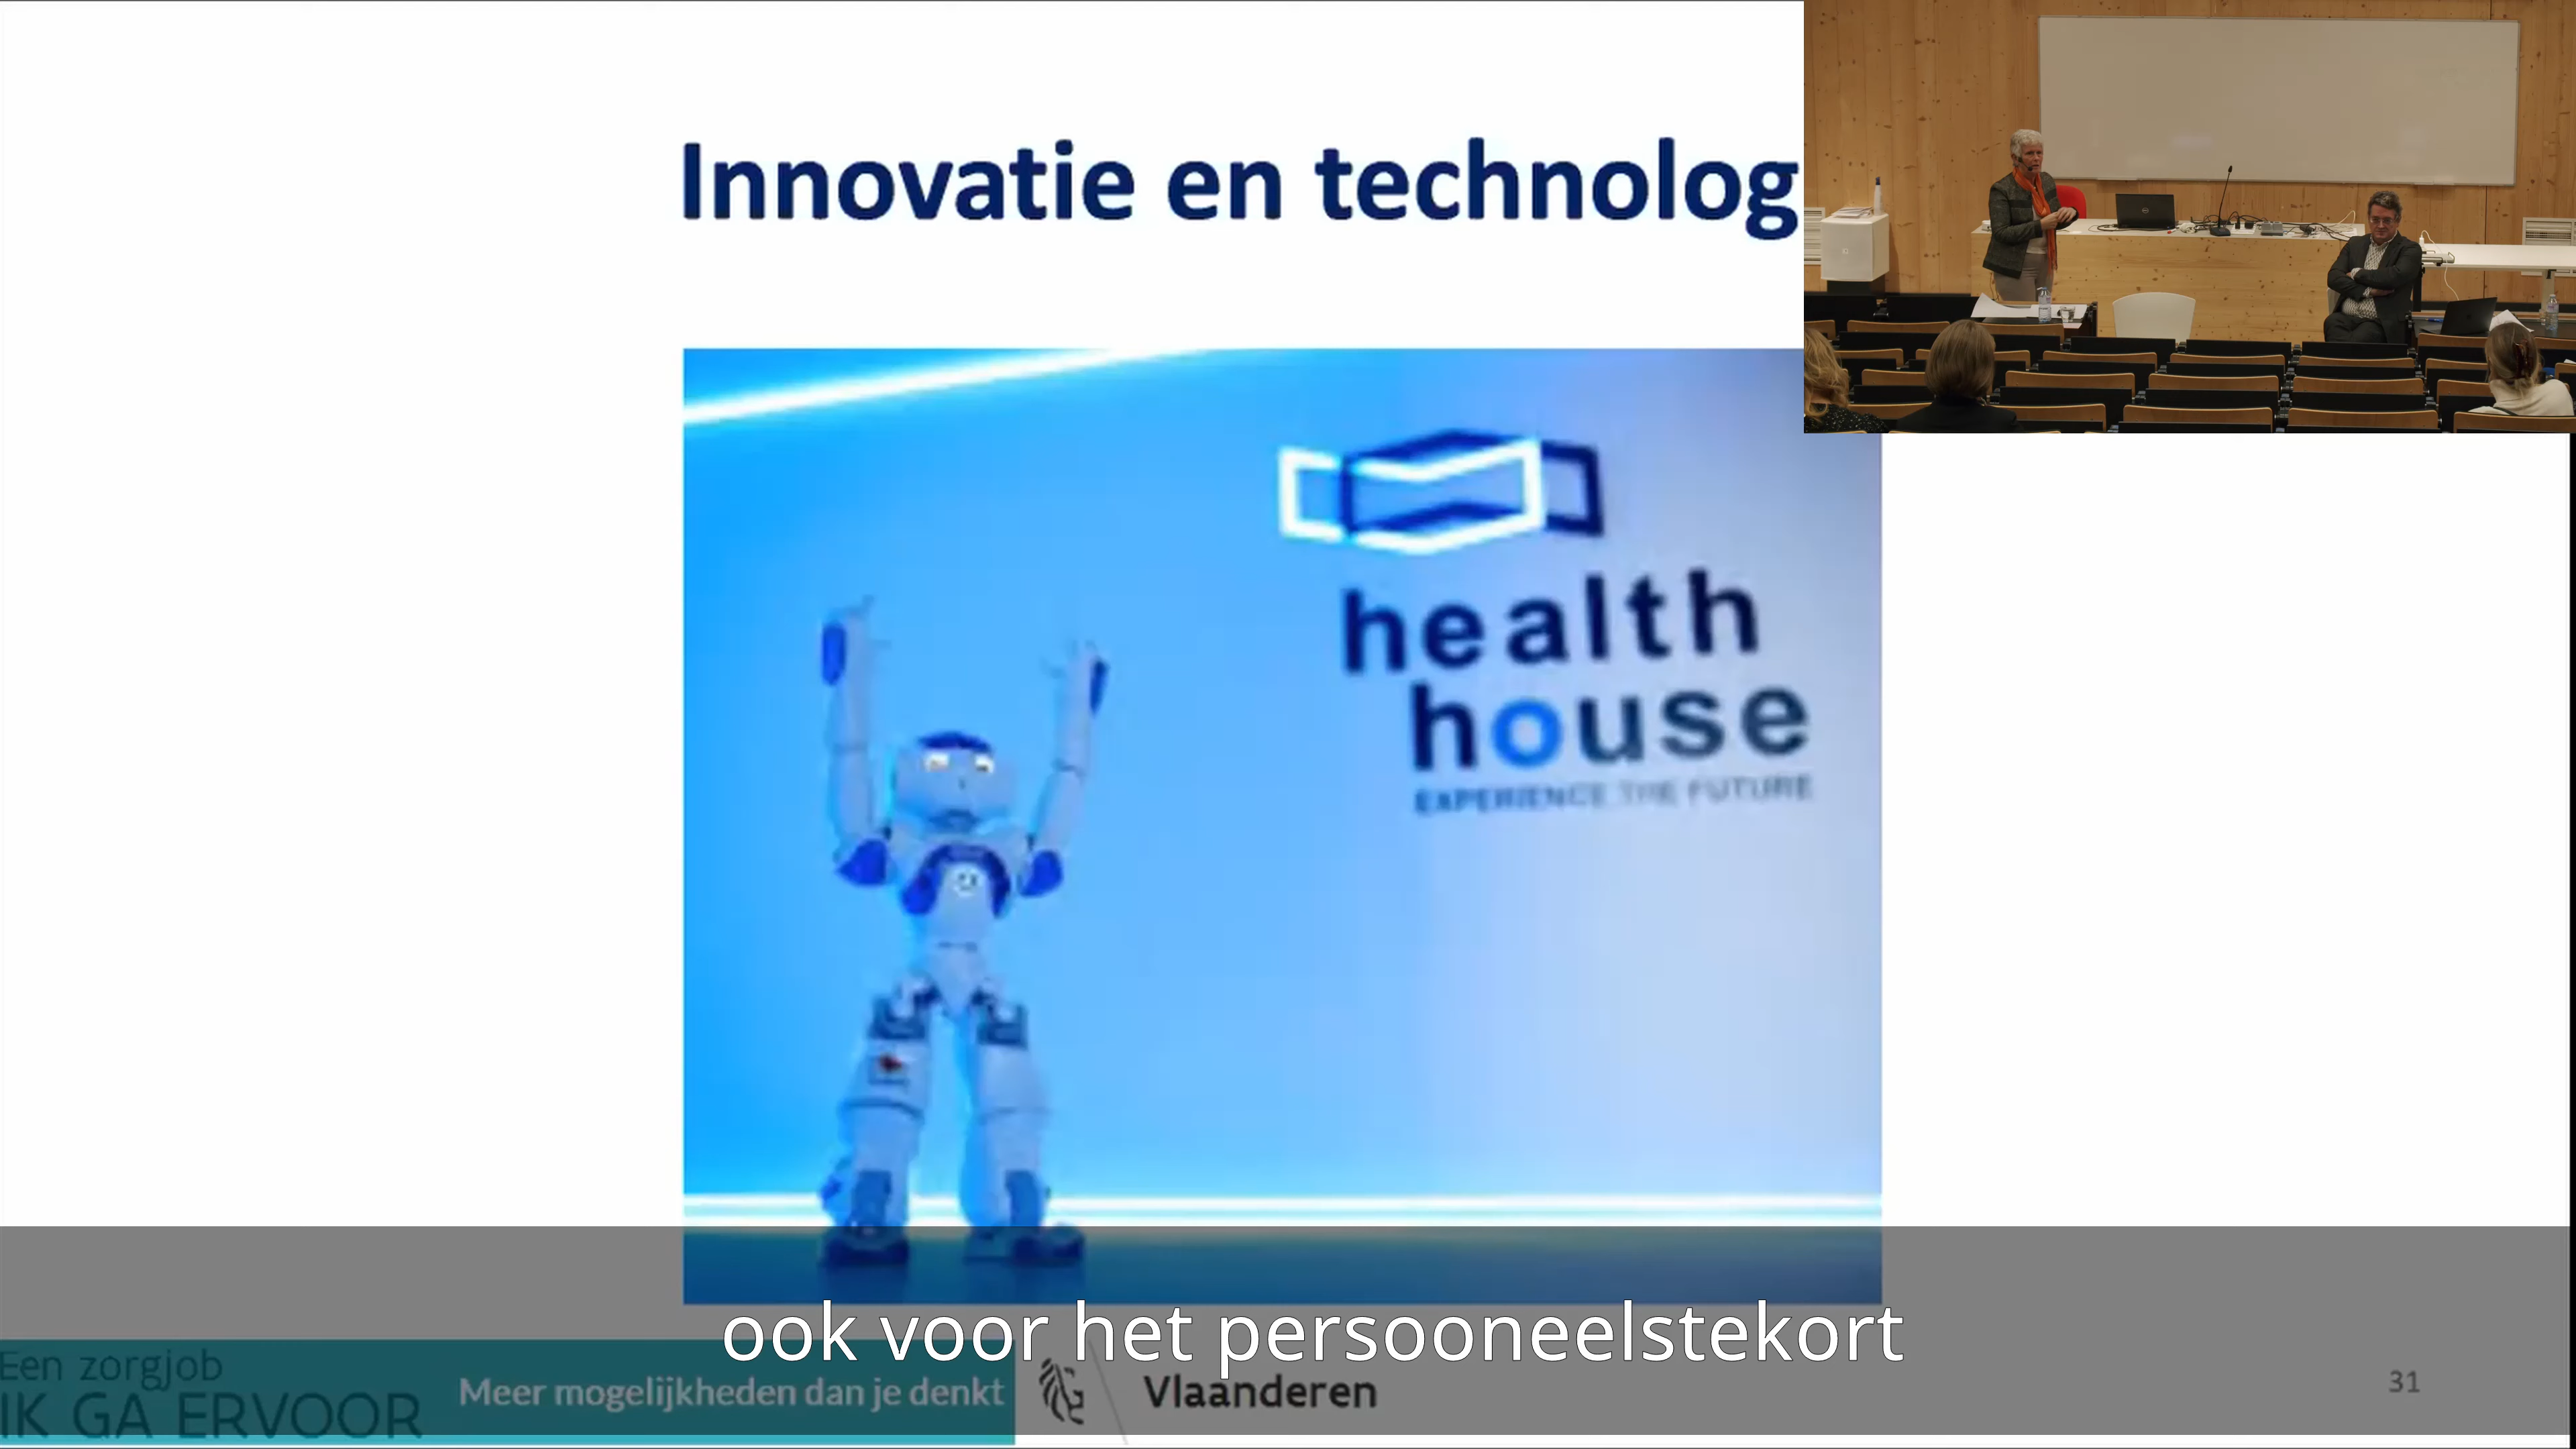 Innovatie en technolog
health
house
EXPERIENCE THE FUTURE
ook voor het persooneelstekort
Een zorgjob
IK GA ERVOOR
Meer mogelijkheden dan je denkt
Vlaanderen
31